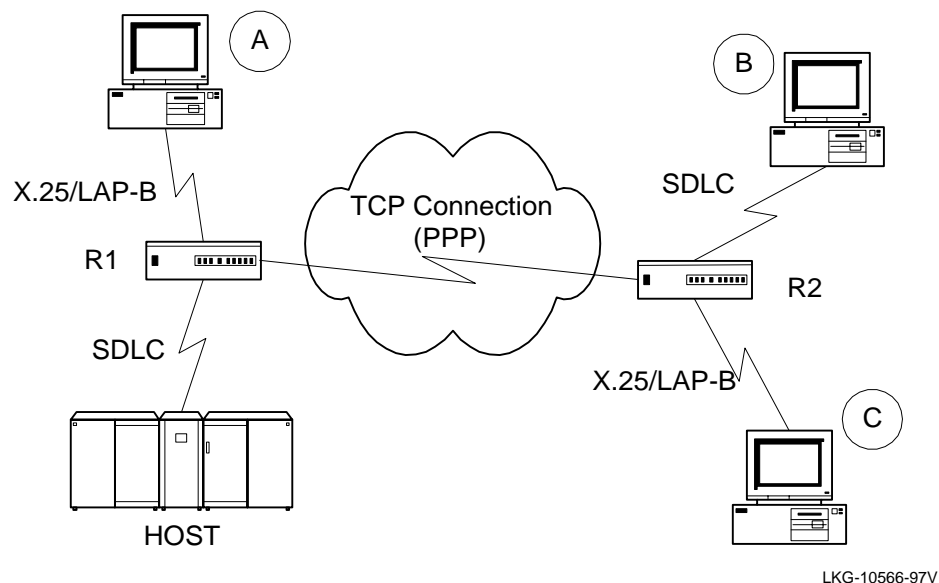 A
B
X.25/LAP-B
SDLC
TCP Connection
(PPP)
R1
R2
SDLC
X.25/LAP-B
C
HOST
LKG-10566-97V